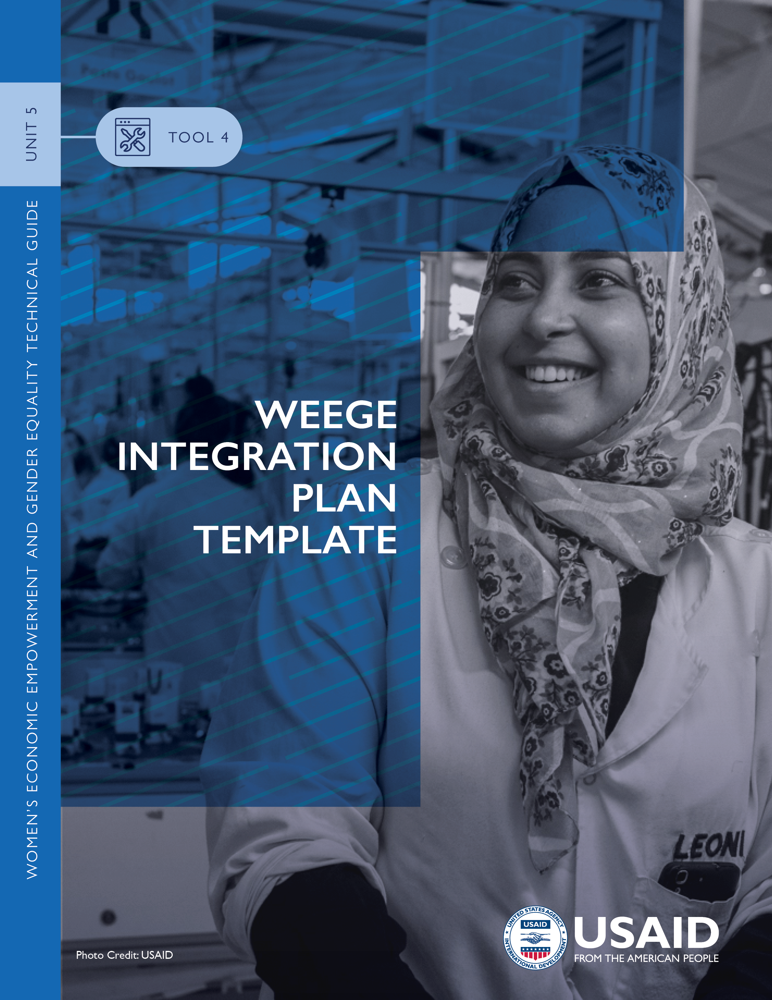 UNIT 5
TOOL 4
WOMEN'S ECONOMIC EMPOWERMENT AND GENDER EQUALITY TECHNICAL GUIDE
WEEGE
INTEGRATION
PLAN
TEMPLATE
LEONI
Photo Credit: USAID
UNITED STATES AGENCY
USAID
INTERNATIONAL DEVELOPMENT
USAID
FROM THE AMERICAN PEOPLE